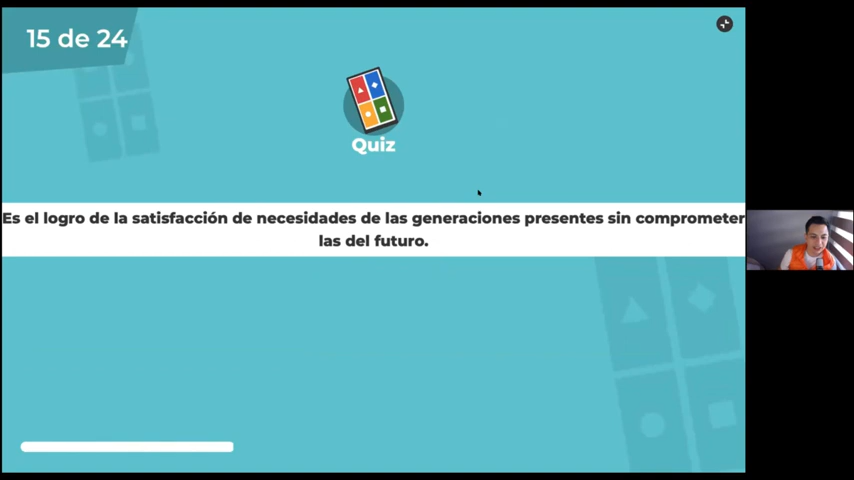 15 de 24
Quiz
Es el logro de la satisfacción de necesidades de las generaciones presentes sin comprometer
las del futuro.